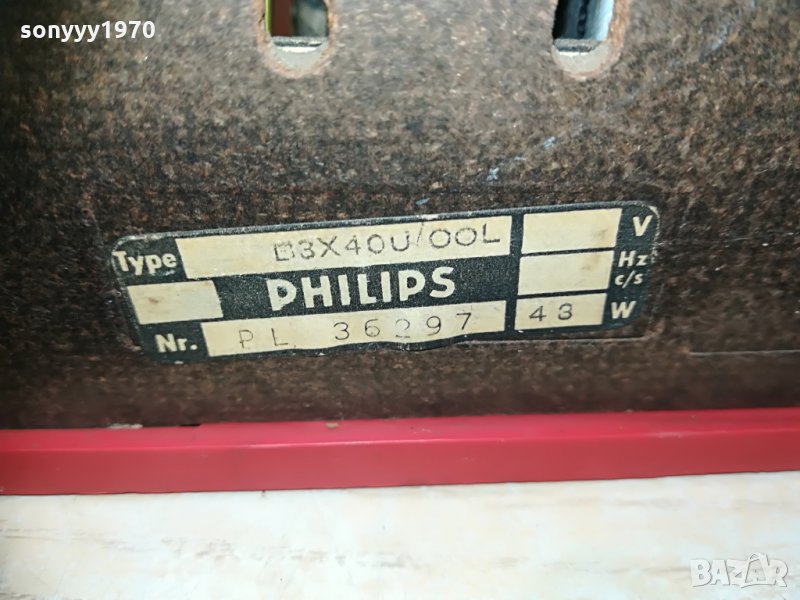 sonyyy1970
Type B3X40U/00L V
PHILIPS Hz c/s
Nr. PL 36297 43 W
BAZAR